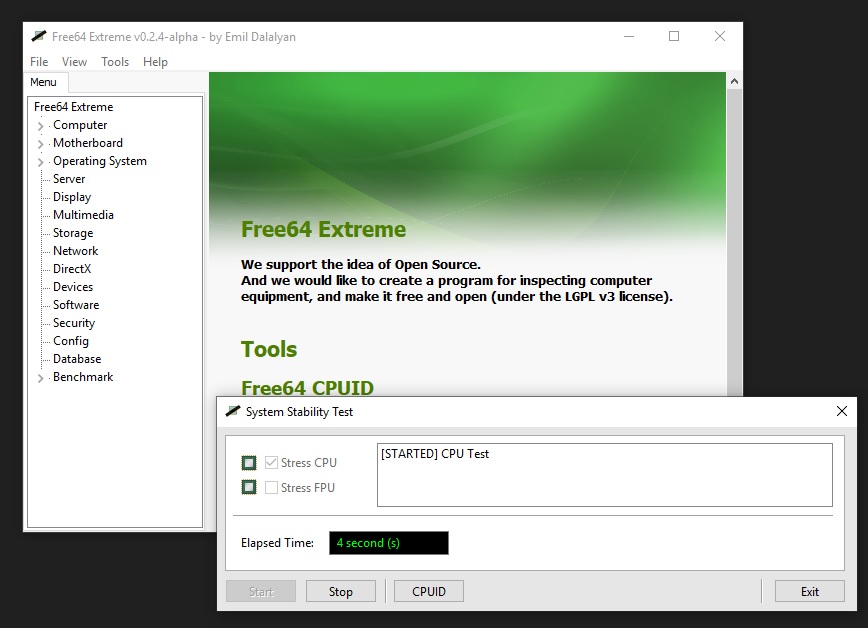 Free64 Extreme v0.2.4-alpha - by Emil Dalalyan
File View Tools Help
Menu
Free64 Extreme
Computer
Motherboard
Operating System
Server
Display
Multimedia
Storage
Network
DirectX
Devices
Software
Security
Config
Database
Benchmark
Free64 Extreme
We support the idea of Open Source.
And we would like to create a program for inspecting computer
equipment, and make it free and open (under the LGPL v3 license).
Tools
Free64 CPUID
System Stability Test
Stress CPU
Stress FPU
[STARTED] CPU Test
Elapsed Time: 4 second (s)
Start Stop CPUID Exit